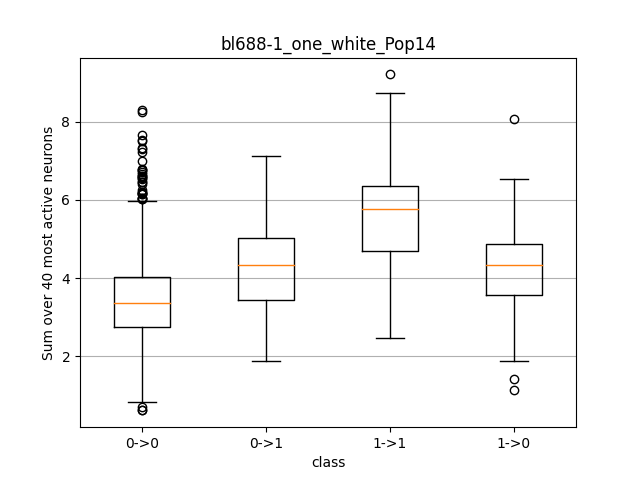 bl688-1_one_white_Pop14
Sum over 40 most active neurons
8
6
4
2
0->0 0->1 1->1 1->0
class